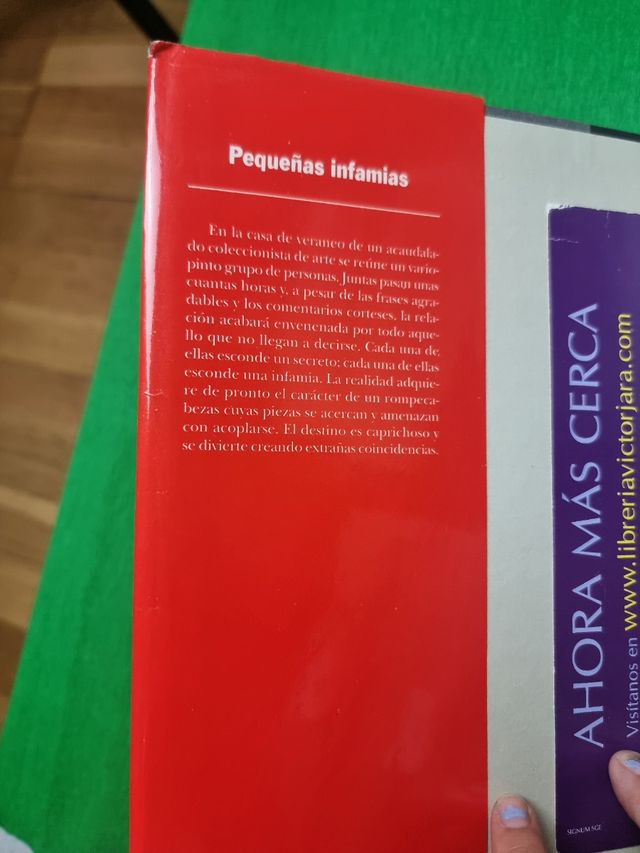 Pequeñas infamias
En la casa de veraneo de un acaudala-
do coleccionista de arte se reúne un vario-
pinto grupo de personas. Juntas pasan unas
cuantas horas y, a pesar de las frases agra-
dables y los comentarios corteses, la rela-
ción acabará envenenada por todo aque-
llo que no llegan a decirse. Cada una de
ellas esconde un secreto; cada una de ellas
esconde una infamia. La realidad adquie-
re de pronto el carácter de un rompeca-
bezas cuyas piezas se acercan y amenazan
con acoplarse. El destino es caprichoso y
se divierte creando extrañas coincidencias.
AHORA MÁS CERCA
Visítanos en www.libreriavictorjara.com
SIGNUM SGE